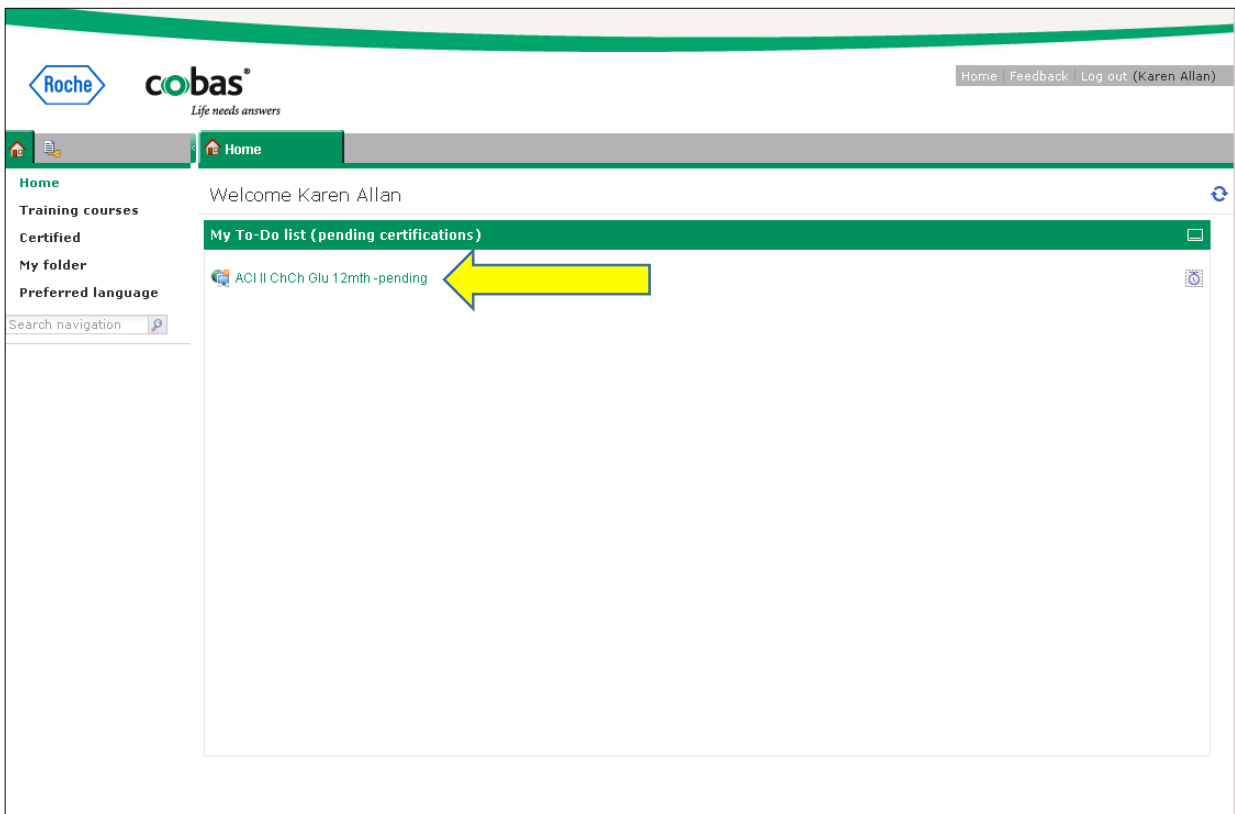 Roche
cobas®
Life needs answers
Home | Feedback | Log out (Karen Allan)
Home
Home
Training courses
Certified
My folder
Preferred language
Search navigation
Welcome Karen Allan
My To-Do list (pending certifications)
ACI II ChCh Glu 12mth -pending